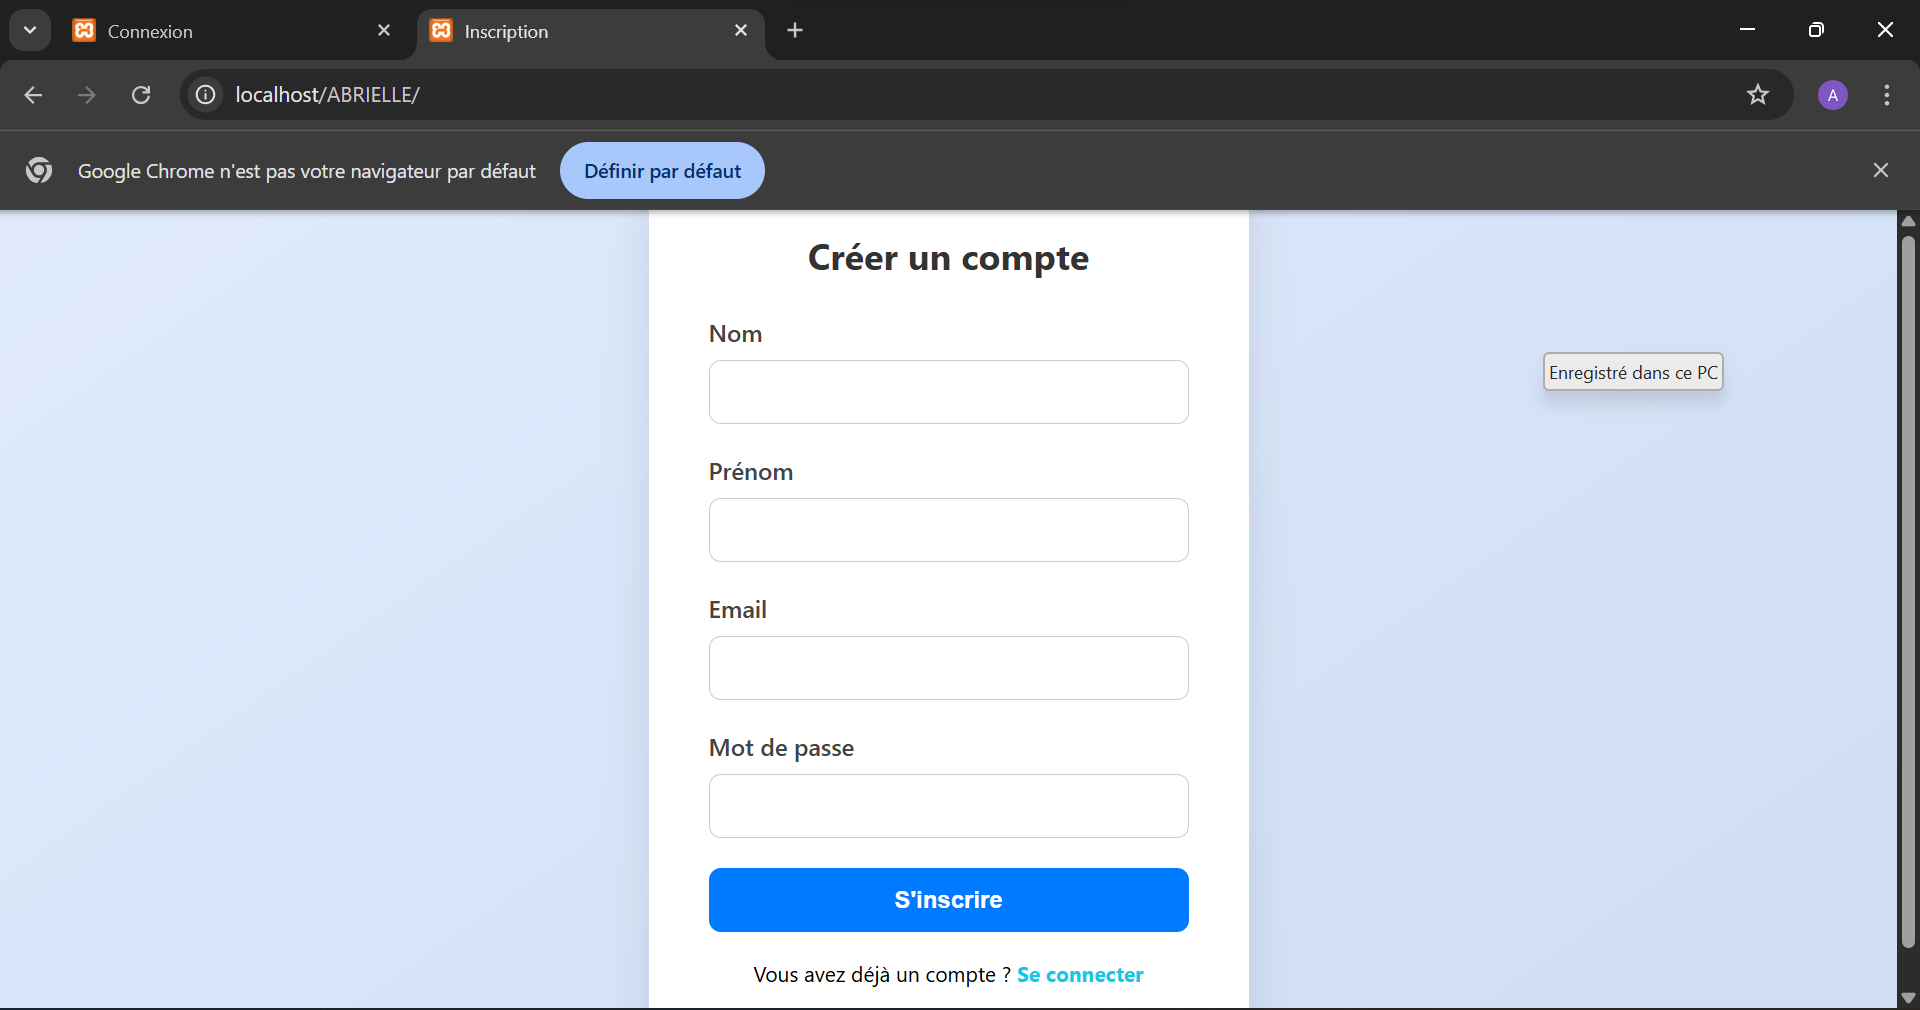 Connexion
Inscription
localhost/ABRIELLE/
A
Google Chrome n'est pas votre navigateur par défaut
Définir par défaut
Créer un compte
Nom
Enregistré dans ce PC
Prénom
Email
Mot de passe
S'inscrire
Vous avez déjà un compte ? Se connecter